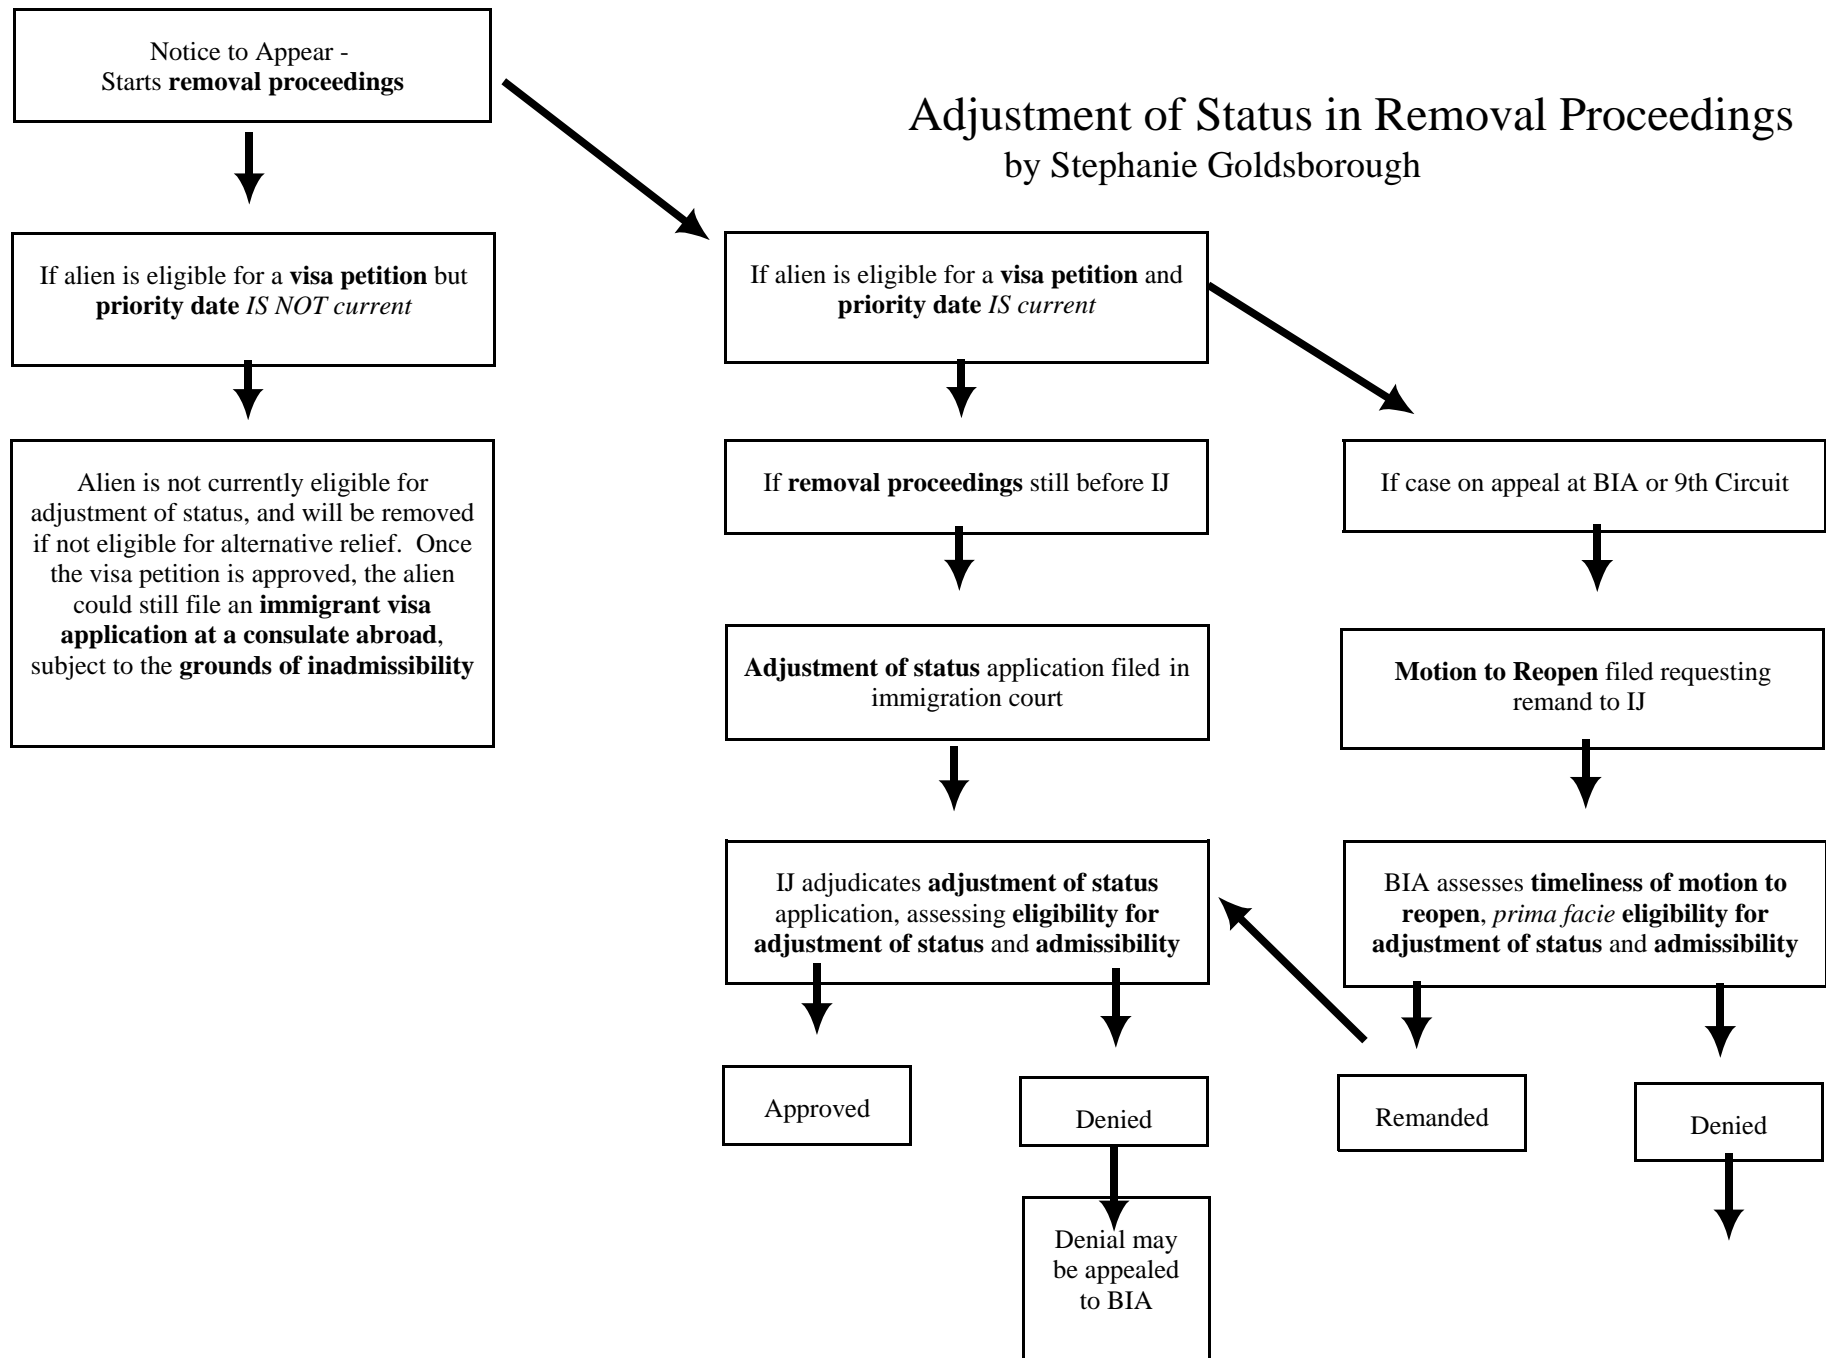 Notice to Appear -
Starts removal proceedings
Adjustment of Status in Removal Proceedings
by Stephanie Goldsborough
If alien is eligible for a visa petition but
priority date IS NOT current
If alien is eligible for a visa petition and
priority date IS current
Alien is not currently eligible for
adjustment of status, and will be removed
if not eligible for alternative relief.  Once
the visa petition is approved, the alien
could still file an immigrant visa
application at a consulate abroad,
subject to the grounds of inadmissibility
If removal proceedings still before IJ
If case on appeal at BIA or 9th Circuit
Adjustment of status application filed in
immigration court
Motion to Reopen filed requesting
remand to IJ
IJ adjudicates adjustment of status
application, assessing eligibility for
adjustment of status and admissibility
BIA assesses timeliness of motion to
reopen, prima facie eligibility for
adjustment of status and admissibility
Approved
Denied
Remanded
Denied
Denial may
be appealed
to BIA